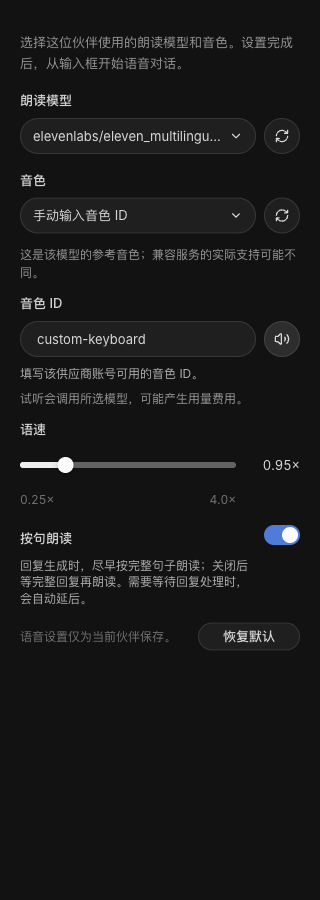 选择这位伙伴使用的朗读模型和音色。设置完成
后，从输入框开始语音对话。
朗读模型
elevenlabs/eleven_multilingu...
音色
手动输入音色 ID
这是该模型的参考音色；兼容服务的实际支持可能不
同。
音色 ID
custom-keyboard
填写该供应商账号可用的音色 ID。
试听会调用所选模型，可能产生用量费用。
语速
0.95×
0.25×
4.0×
按句朗读
回复生成时，尽早按完整句子朗读；关闭后
等完整回复再朗读。需要等待回复处理时，
会自动延后。
语音设置仅为当前伙伴保存。
恢复默认